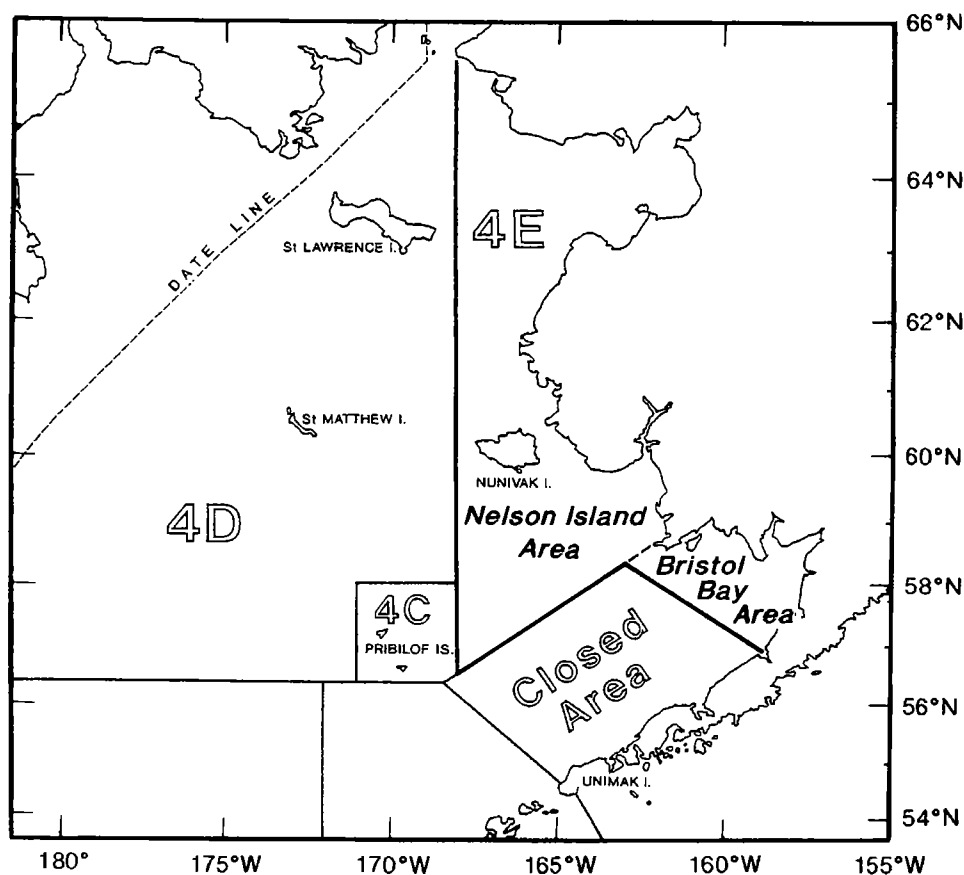 66°N
64°N
DATE LINE
4E
St LAWRENCE I.
62°N
St MATTHEW I.
60°N
NUNIVAK I.
4D
Nelson Island
Area
Bristol
Bay
Area
58°N
4C
PRIBILOF IS.
Closed
Area
56°N
UNIMAK I.
54°N
180° 175°W 170°W 165°W 160°W 155°W